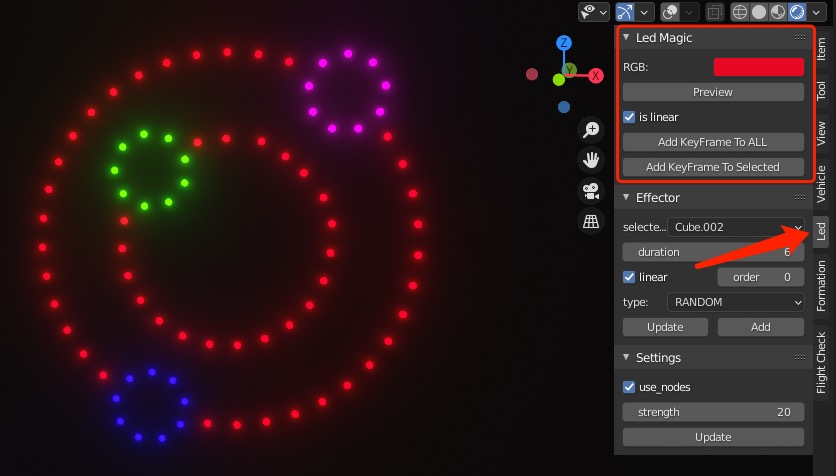 Z
Y
X
Led Magic
RGB:
Preview
is linear
Add KeyFrame To ALL
Add KeyFrame To Selected
Effector
selecte... Cube.002
duration 6
linear order 0
type: RANDOM
Update Add
Settings
use_nodes
strength 20
Update
Item
Tool
View
Vehicle
Led
Formation
Flight Check